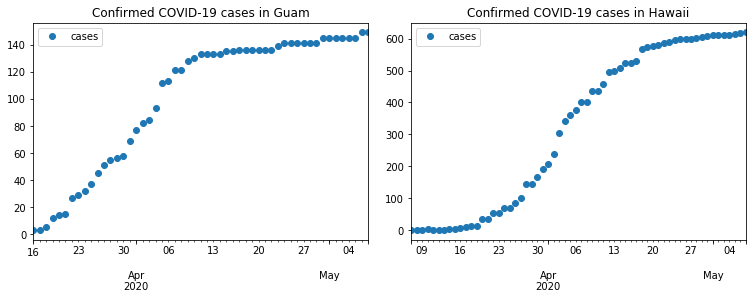 Confirmed COVID-19 cases in Guam
cases
140
120
100
80
60
40
20
0
16 23 30 06 13 20 27 04
Apr May
2020
Confirmed COVID-19 cases in Hawaii
cases
600
500
400
300
200
100
0
09 16 23 30 06 13 20 27 04
Apr May
2020